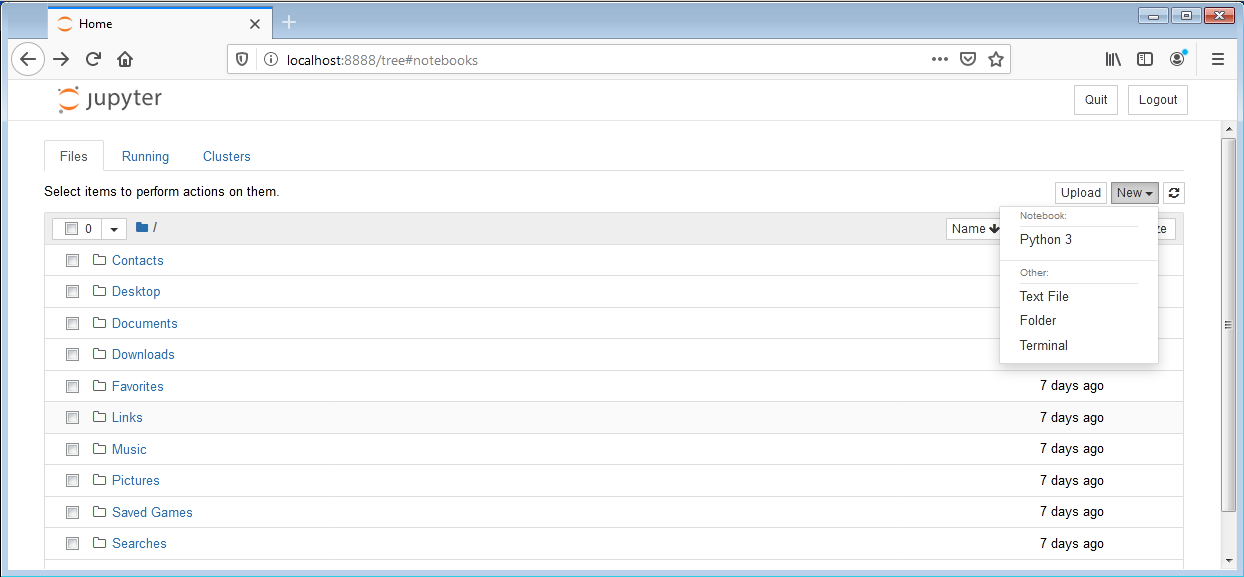 Home
localhost:8888/tree#notebooks
jupyter
Quit
Logout
Files
Running
Clusters
Select items to perform actions on them.
Upload
New
0
/
Name
ze
Notebook:
Python 3
Other:
Text File
Folder
Terminal
Contacts
Desktop
Documents
Downloads
Favorites 7 days ago
Links 7 days ago
Music 7 days ago
Pictures 7 days ago
Saved Games 7 days ago
Searches 7 days ago